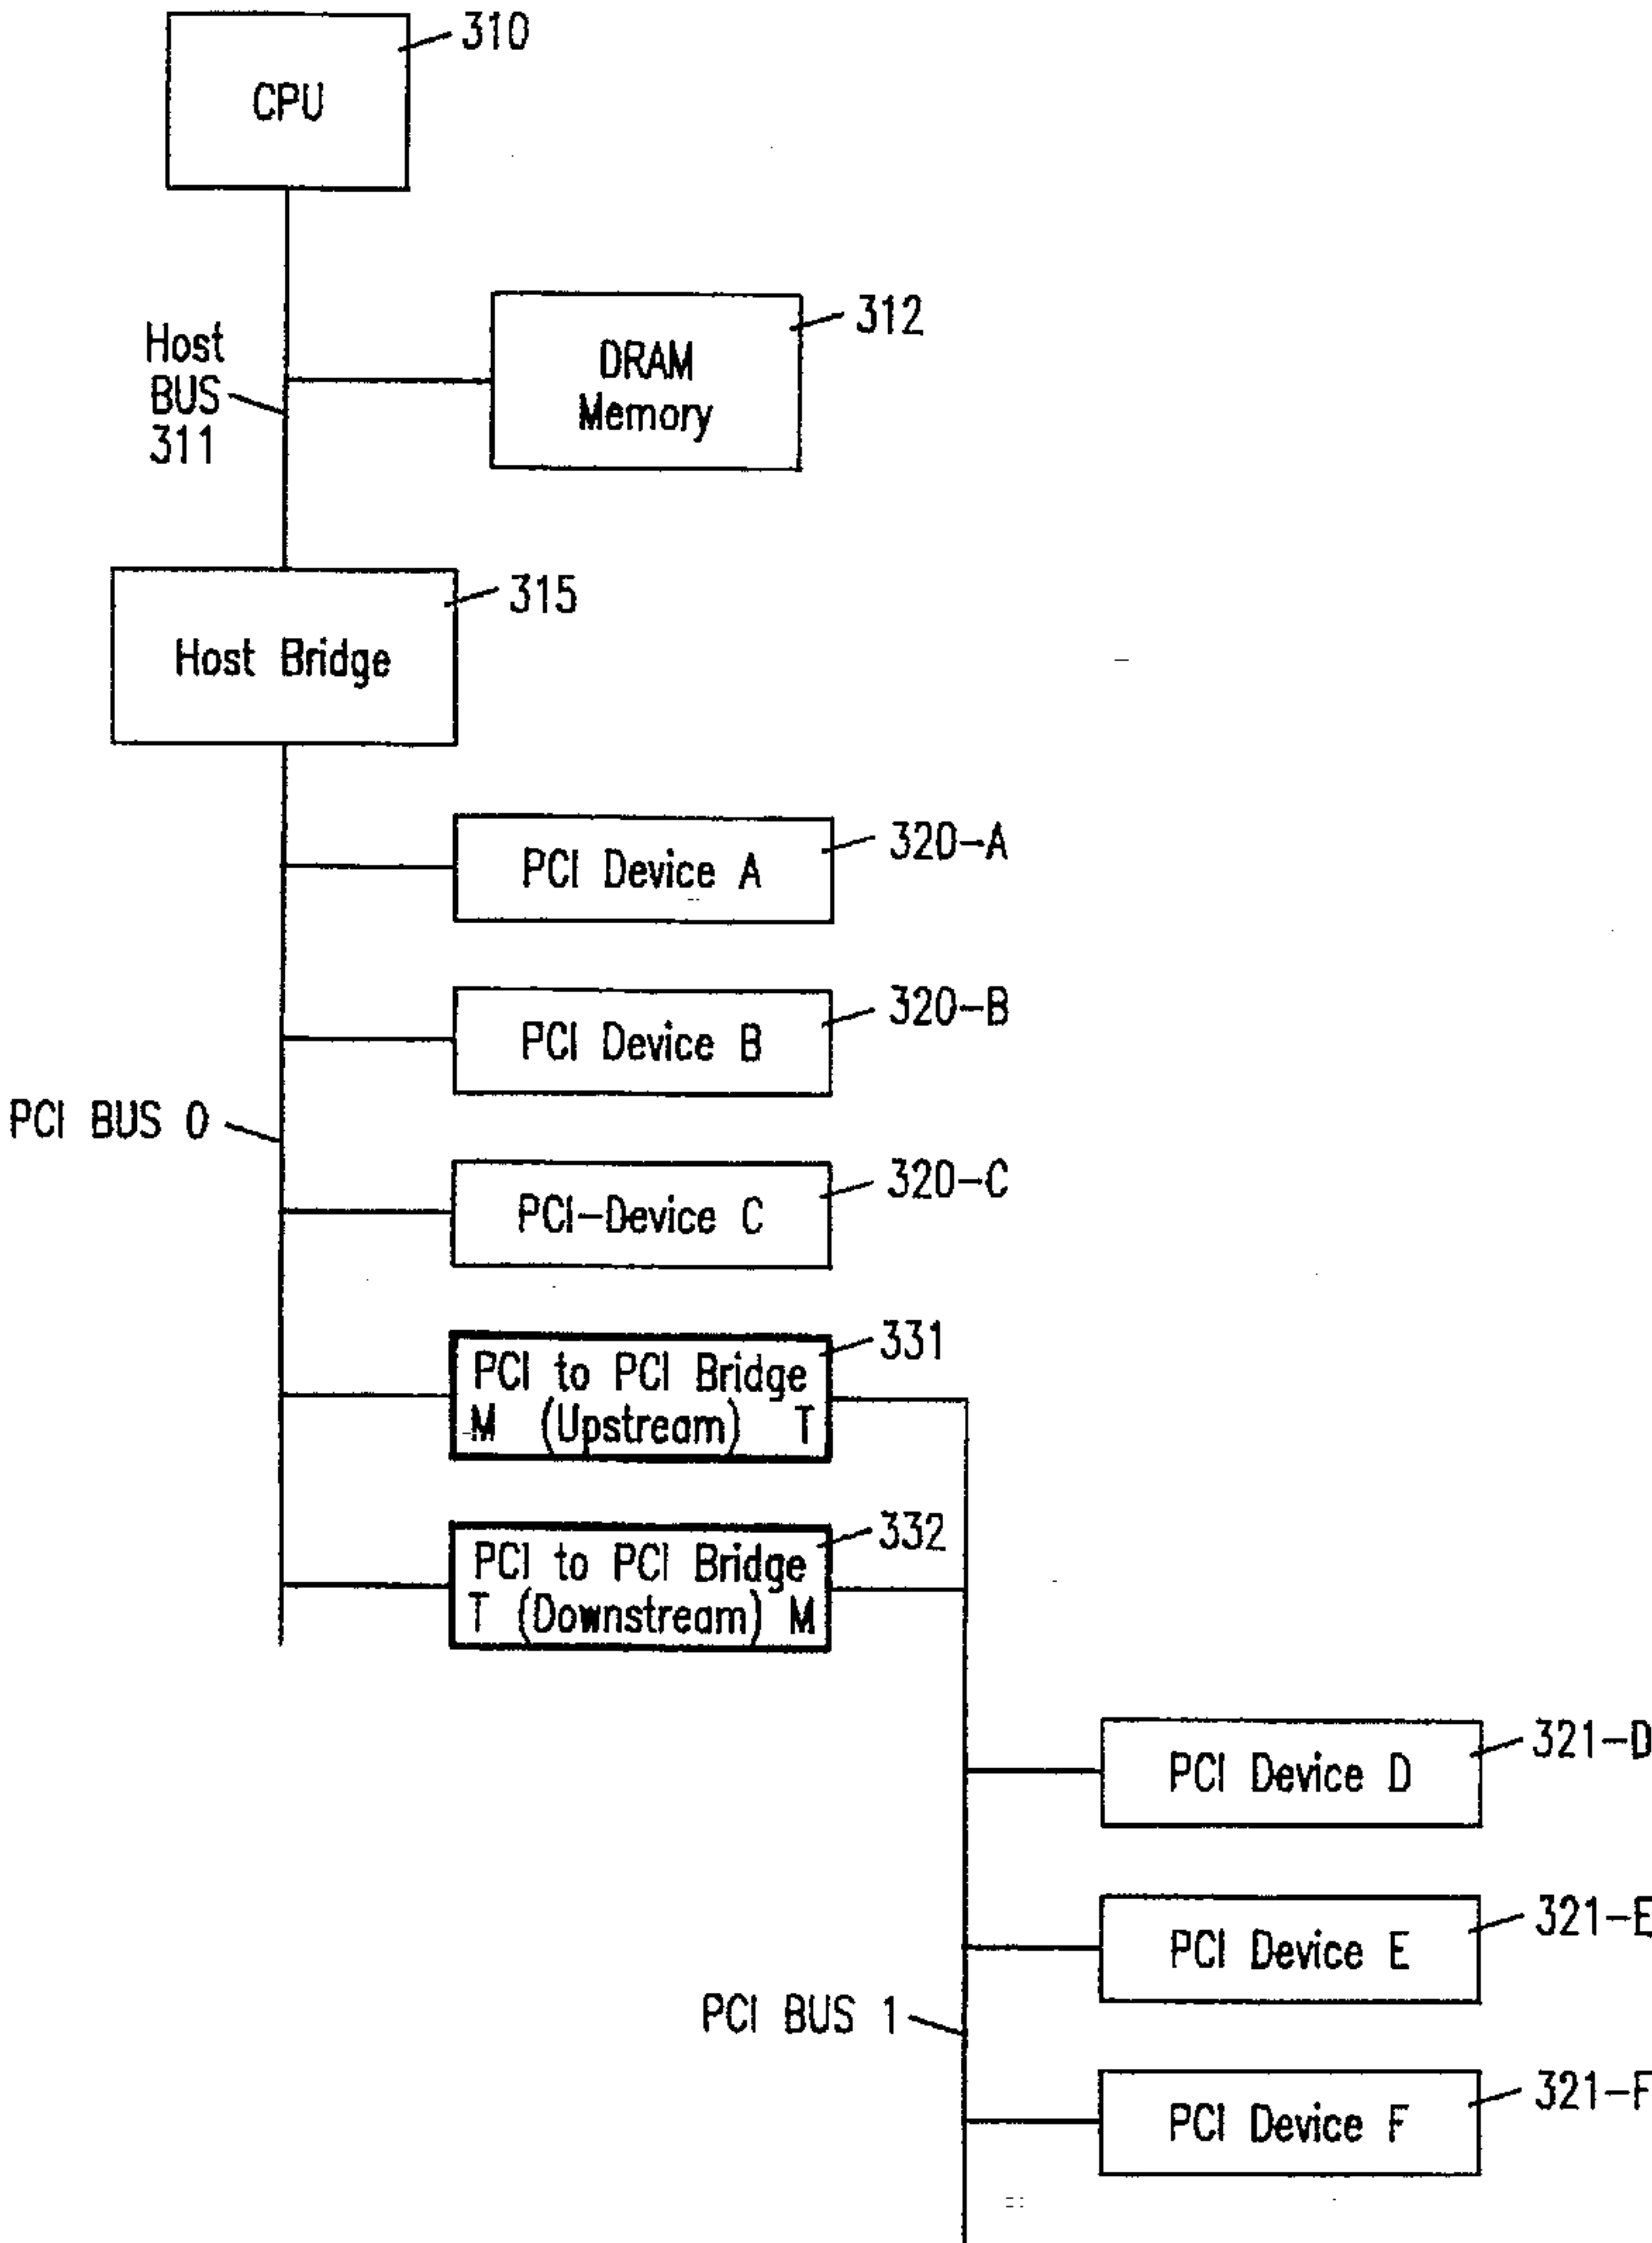 310
CPU
312
DRAM
Memory
Host
BUS
311
315
Host Bridge
320-A
PCI Device A
320-B
PCI Device B
PCI BUS 0
320-C
PCI-Device C
331
PCI to PCI Bridge
M (Upstream) T
332
PCI to PCI Bridge
T (Downstream) M
321-D
PCI Device D
321-E
PCI Device E
PCI BUS 1
321-F
PCI Device F